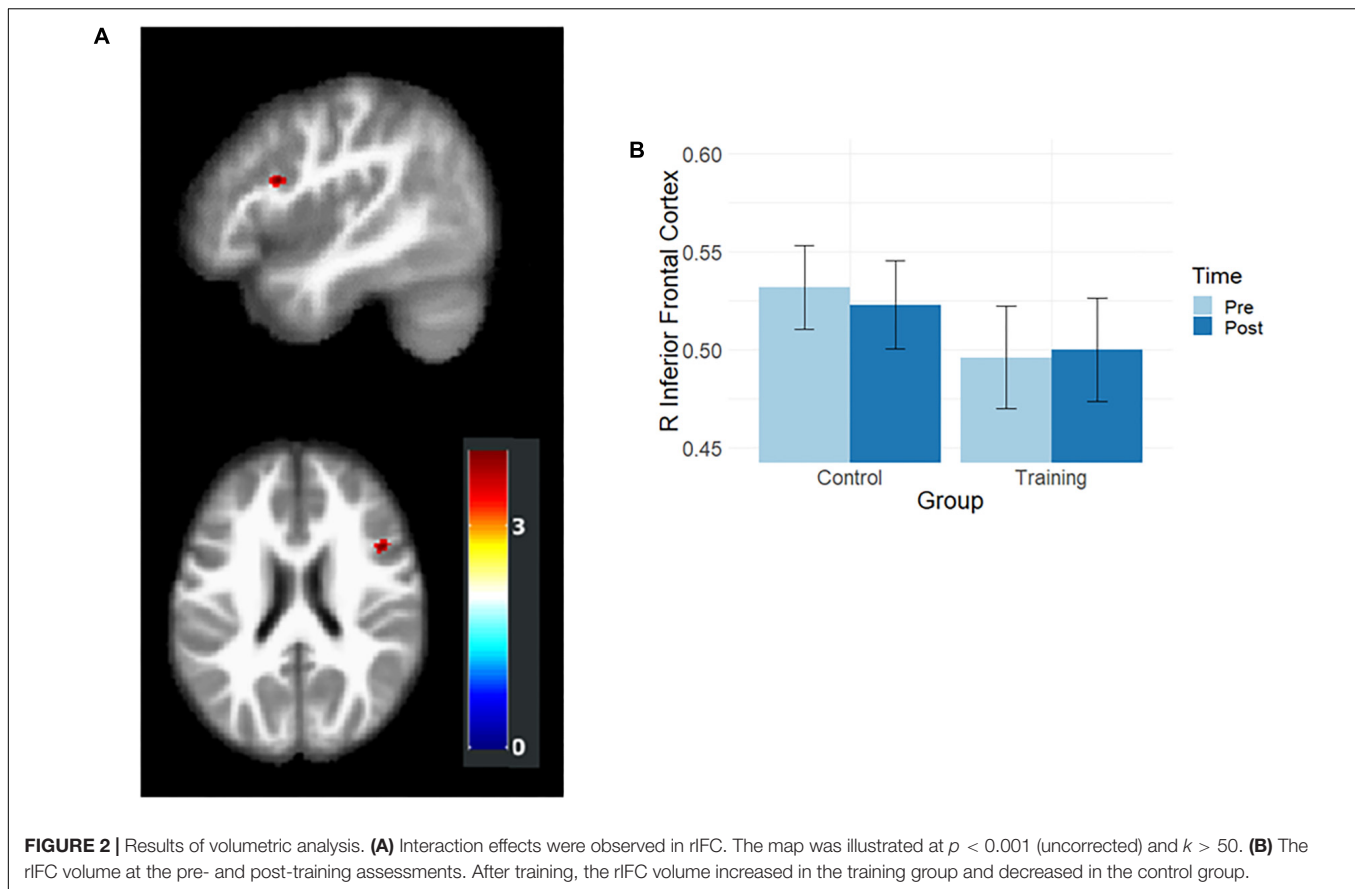 A
3
0
B
0.60
0.55
0.50
0.45
R Inferior Frontal Cortex
Control
Training
Group
Time
Pre
Post
FIGURE 2 | Results of volumetric analysis. (A) Interaction effects were observed in rIFC. The map was illustrated at p < 0.001 (uncorrected) and k > 50. (B) The
rIFC volume at the pre- and post-training assessments. After training, the rIFC volume increased in the training group and decreased in the control group.